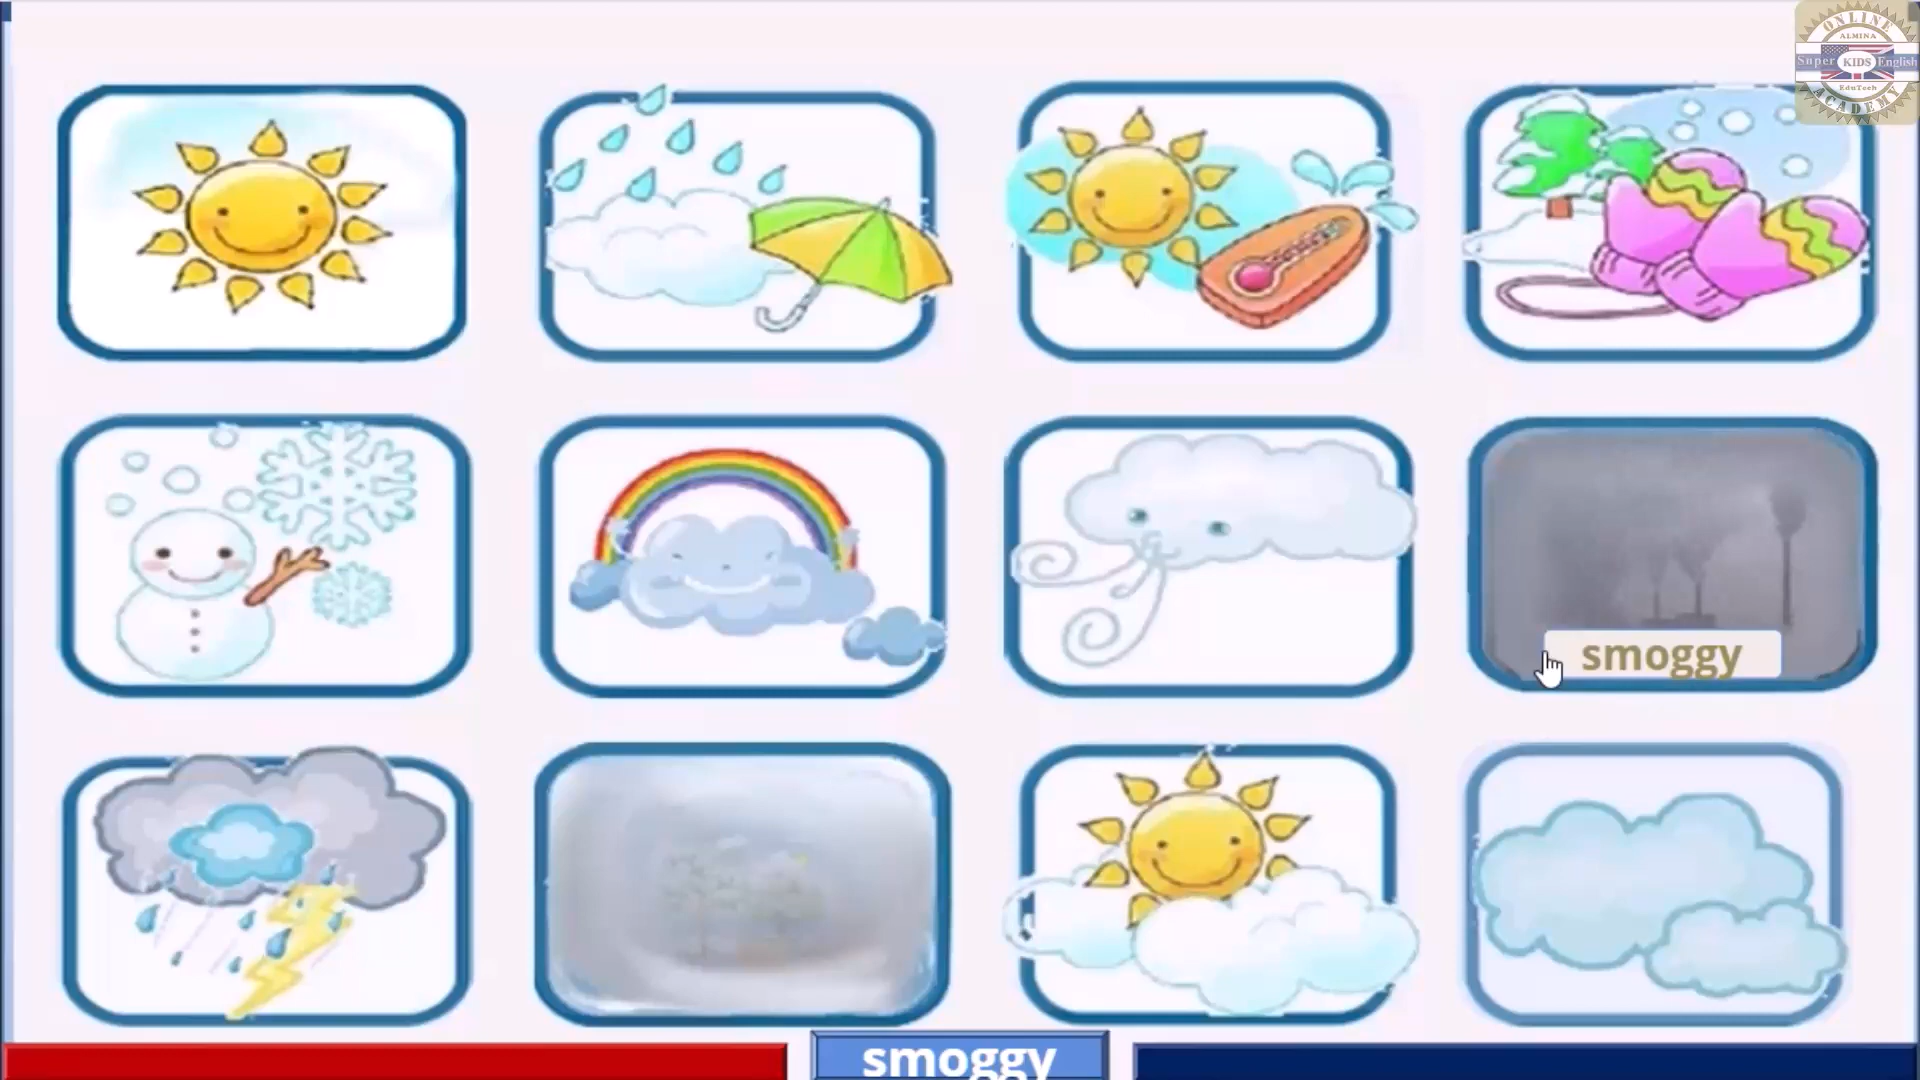 ONLINE
ALMINA
Super KIDS English
EduTech
ACADEMY
smoggy
smoggy